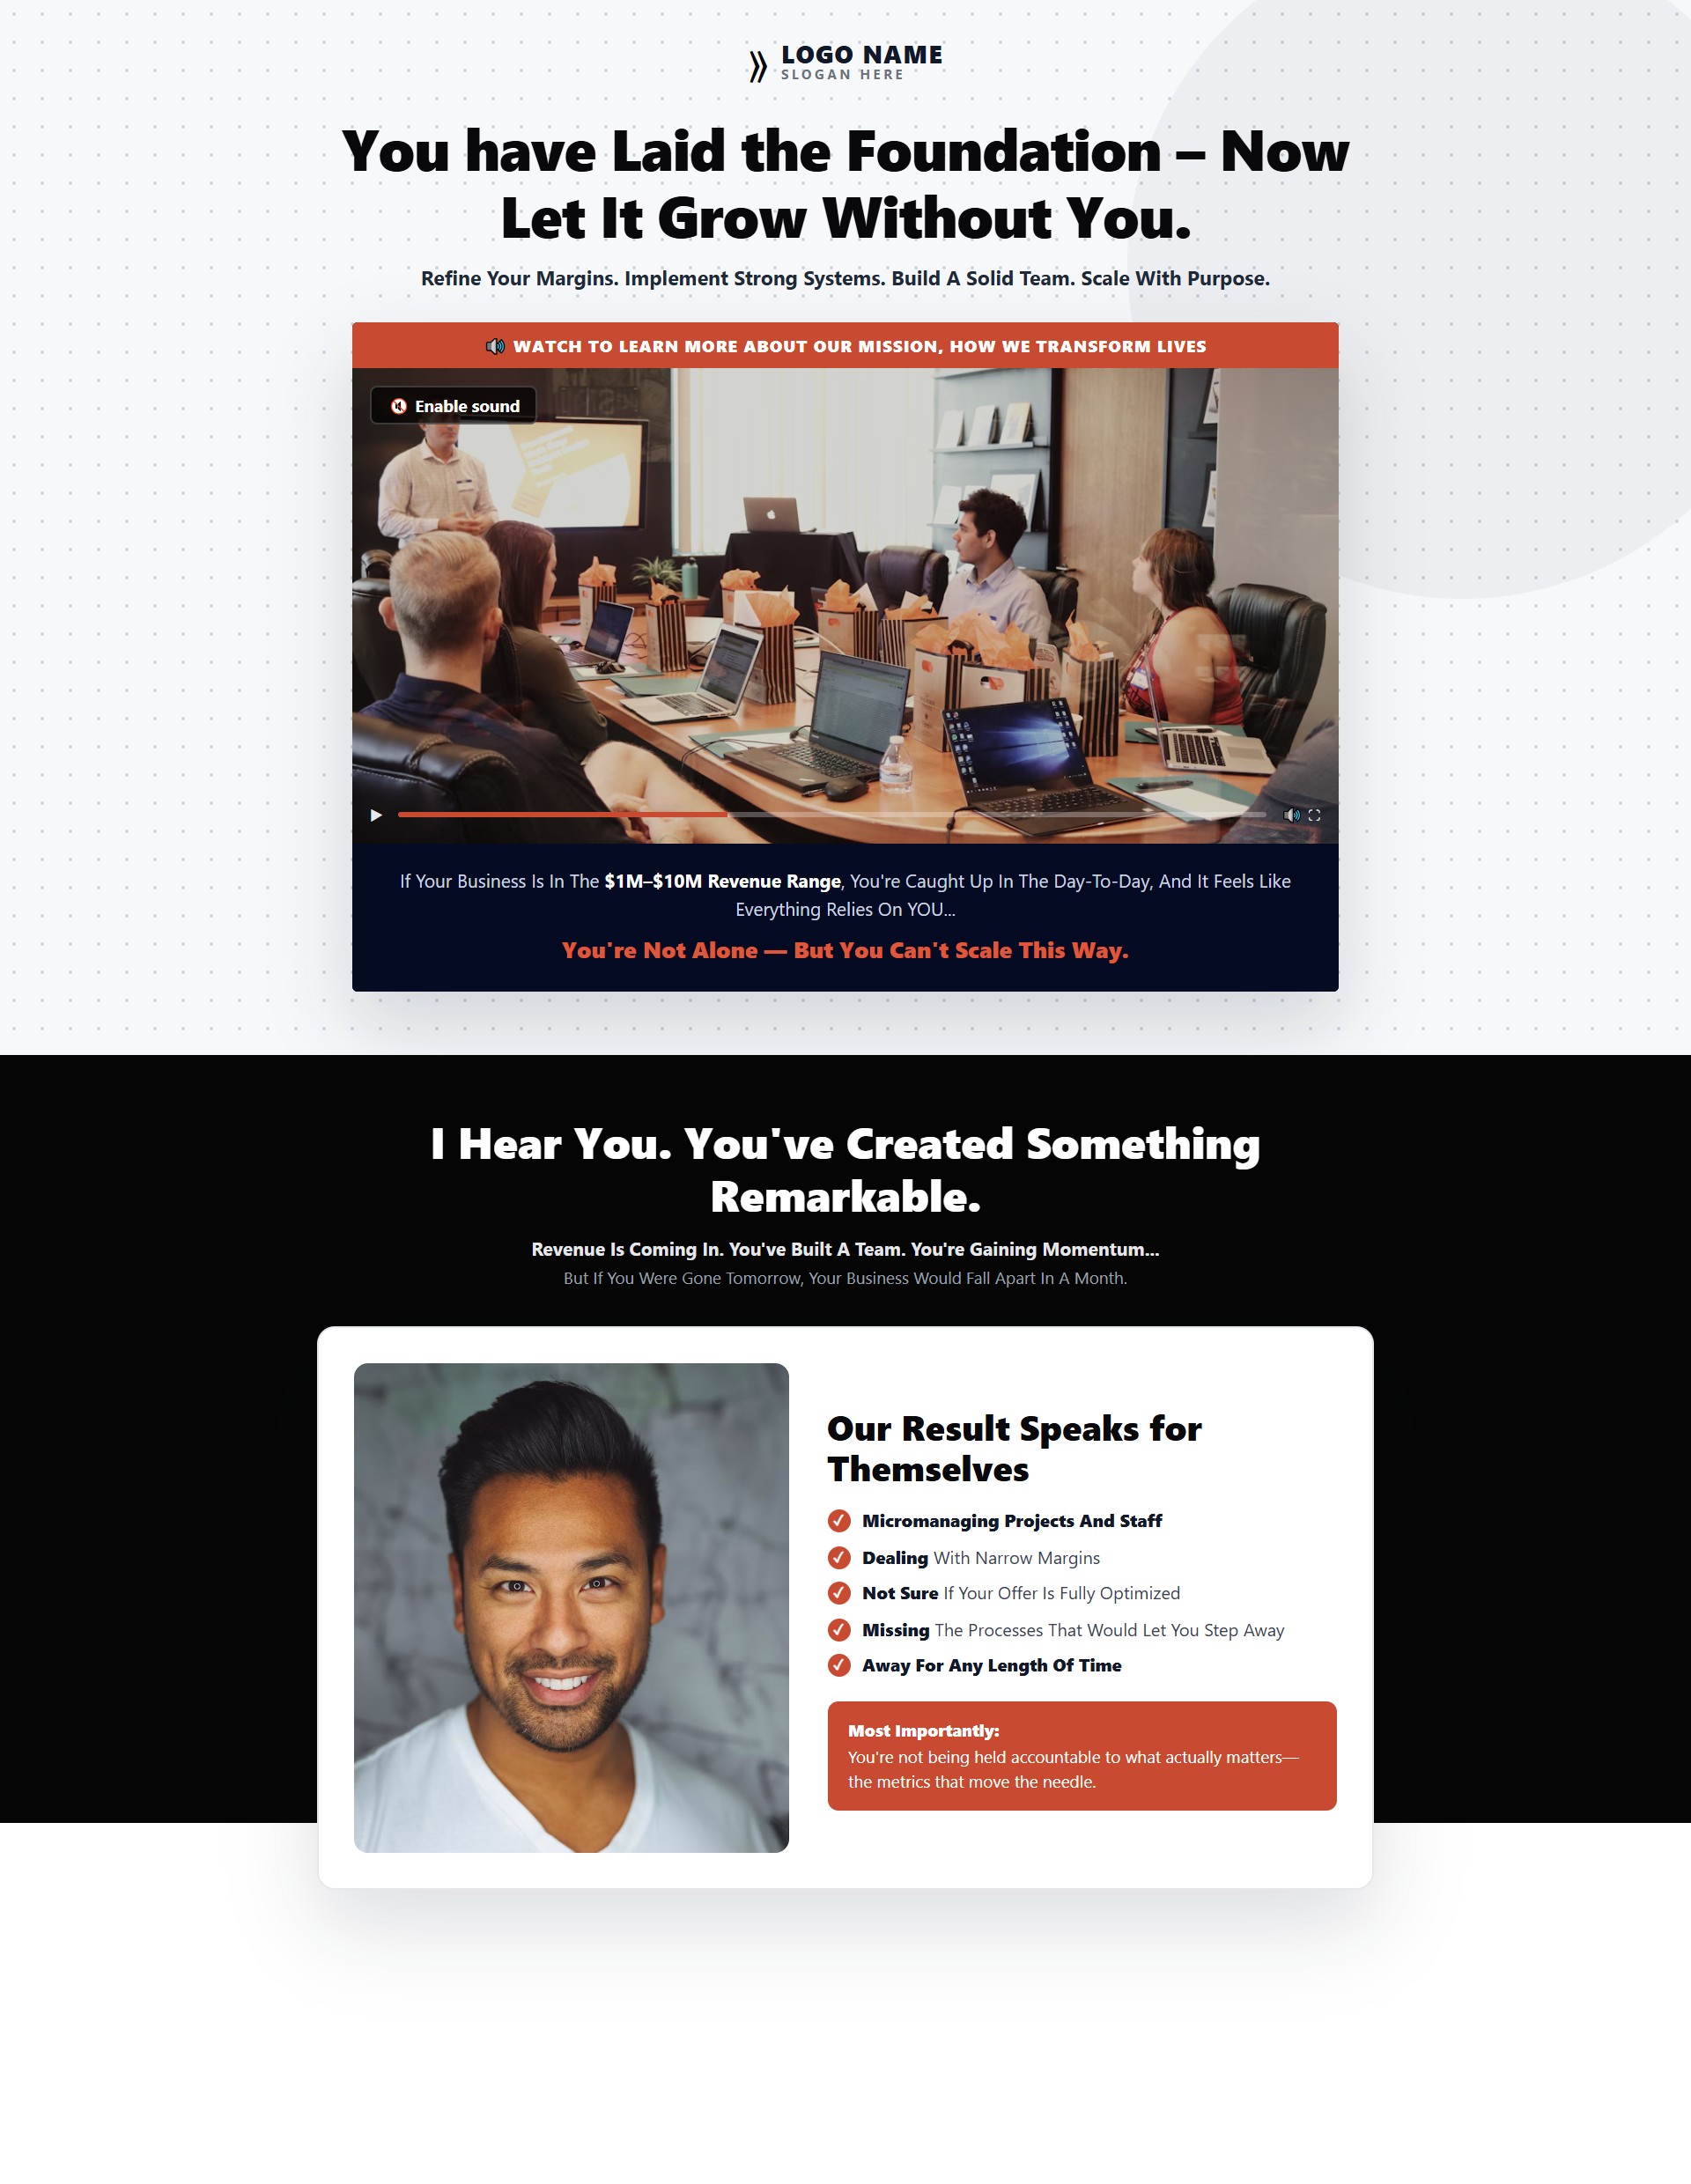 LOGO NAME
SLOGAN HERE
You have Laid the Foundation – Now
Let It Grow Without You.
Refine Your Margins. Implement Strong Systems. Build A Solid Team. Scale With Purpose.
WATCH TO LEARN MORE ABOUT OUR MISSION, HOW WE TRANSFORM LIVES
Enable sound
If Your Business Is In The $1M–$10M Revenue Range, You're Caught Up In The Day-To-Day, And It Feels Like
Everything Relies On YOU...
You're Not Alone — But You Can't Scale This Way.
I Hear You. You've Created Something
Remarkable.
Revenue Is Coming In. You've Built A Team. You're Gaining Momentum...
But If You Were Gone Tomorrow, Your Business Would Fall Apart In A Month.
Our Result Speaks for
Themselves
Micromanaging Projects And Staff
Dealing With Narrow Margins
Not Sure If Your Offer Is Fully Optimized
Missing The Processes That Would Let You Step Away
Away For Any Length Of Time
Most Importantly:
You're not being held accountable to what actually matters—
the metrics that move the needle.